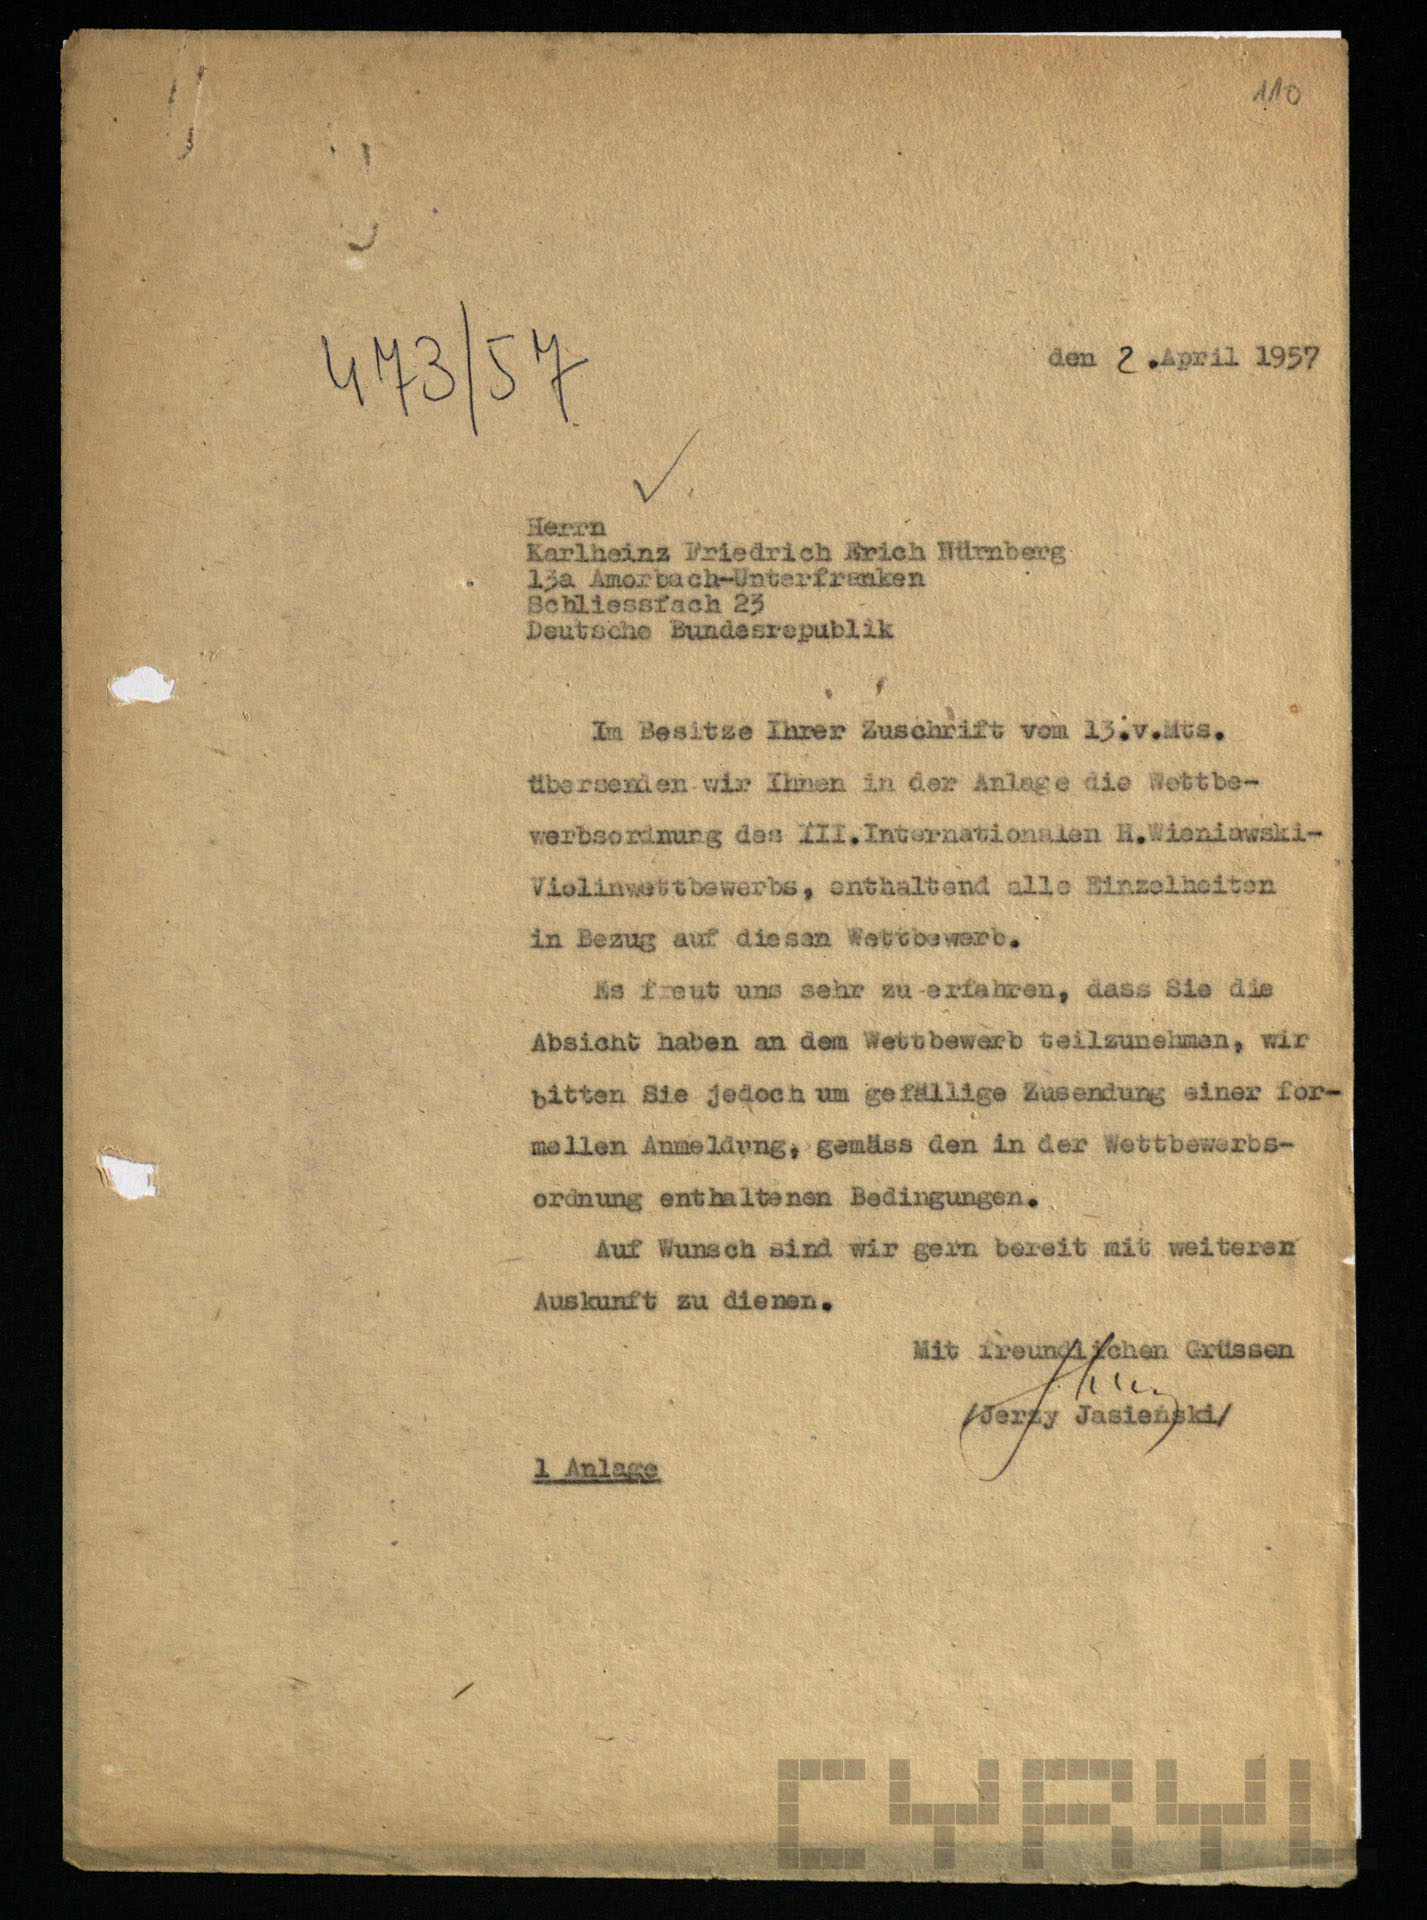 110
473/57
den 2.April 1957
Herrn
Karlheinz Friedrich Erich Nürnberg
13a Amorbach-Unterfranken
Schliessfach 23
Deutsche Bundesrepublik
Im Besitze Ihrer Zuschrift vom 13.v.Mts.
übersenden wir Ihnen in der Anlage die Wettbe-
werbsordnung des III.Internationalen H.Wieniawski-
Violinwettbewerbs, enthaltend alle Einzelheiten
in Bezug auf diesen Wettbewerb.
Es freut uns sehr zu erfahren, dass Sie die
Absicht haben an dem Wettbewerb teilzunehmen, wir
bitten Sie jedoch um gefällige Zusendung einer for-
mellen Anmeldung, gemäss den in der Wettbewerbs-
ordnung enthaltenen Bedingungen.
Auf Wunsch sind wir gern bereit mit weiteren
Auskunft zu dienen.
Mit freundlichen Grüssen
/Jerzy Jasieński/
1 Anlage
CYRYL